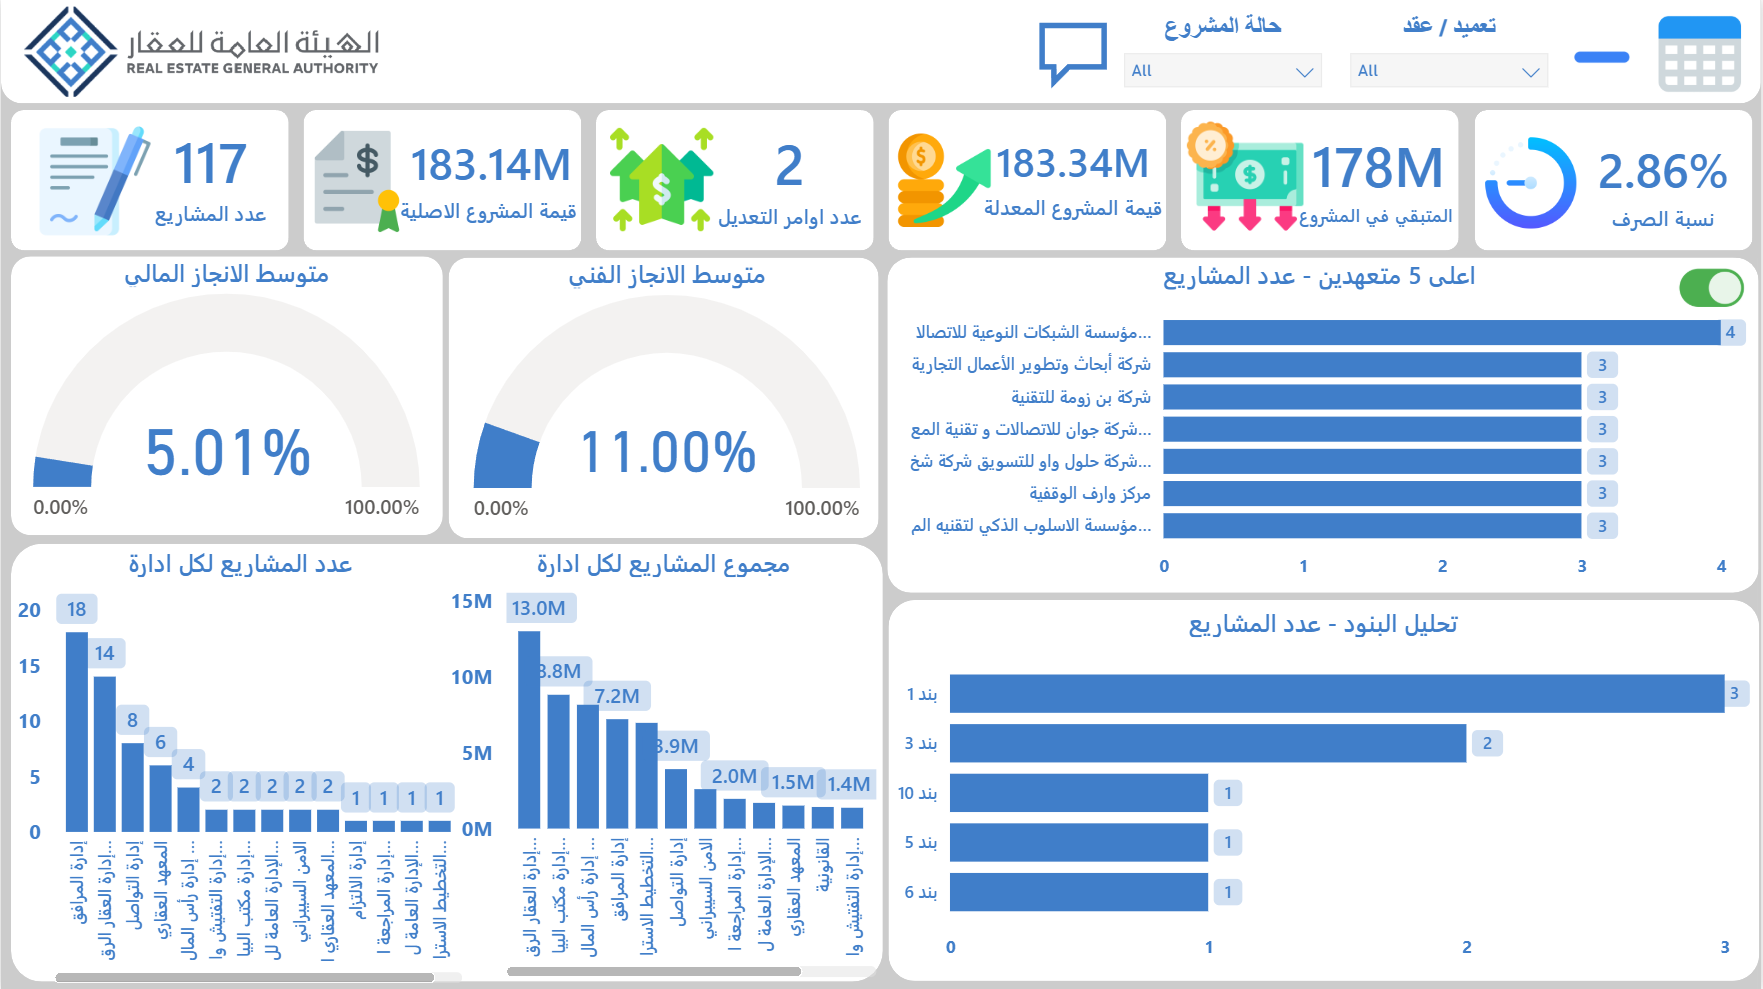 الهيئة العامة للعقار
REAL ESTATE GENERAL AUTHORITY
حالة المشروع
All
تعميد / عقد
All
117
عدد المشاريع
183.14M
قيمة المشروع الاصلية
2
عدد اوامر التعديل
183.34M
قيمة المشروع المعدلة
178M
المتبقي في المشروع
2.86%
نسبة الصرف
متوسط الانجاز المالي
5.01%
0.00%
100.00%
متوسط الانجاز الفني
11.00%
0.00%
100.00%
اعلى 5 متعهدين - عدد المشاريع
مؤسسة الشبكات النوعية للاتصالا...
4
شركة أبحاث وتطوير الأعمال التجارية
3
شركة بن زومة للتقنية
3
شركة جوان للاتصالات و تقنية المع...
3
شركة حلول واو للتسويق شركة شخ...
3
مركز وارف الوقفية
3
مؤسسة الاسلوب الذكي لتقنيه الم...
3
0 1 2 3 4
عدد المشاريع لكل ادارة
20
15
10
5
0
18
14
8
6
4
2
2
2
2
2
1
1
1
1
إدارة المرافق
إدارة العقار الرق...
إدارة التواصل
المعهد العقاري
إدارة رأس المال ...
إدارة التفتيش وا...
إدارة مكتب البيا...
الإدارة العامة لل...
الامن السيبراني
المعهد العقاري ا...
إدارة الالتزام
إدارة المراجعة ا...
الإدارة العامة ل...
التخطيط الاسترا...
مجموع المشاريع لكل ادارة
15M
10M
5M
0M
13.0M
8.8M
7.2M
3.9M
2.0M
1.5M
1.4M
إدارة العقار الرق...
إدارة مكتب البيا...
إدارة رأس المال ...
إدارة المرافق
التخطيط الاسترا...
إدارة التواصل
الامن السيبراني
إدارة المراجعة ا...
الإدارة العامة ل...
المعهد العقاري
القانونية
إدارة التفتيش وا...
تحليل البنود - عدد المشاريع
بند 1
3
بند 3
2
بند 10
1
بند 5
1
بند 6
1
0 1 2 3